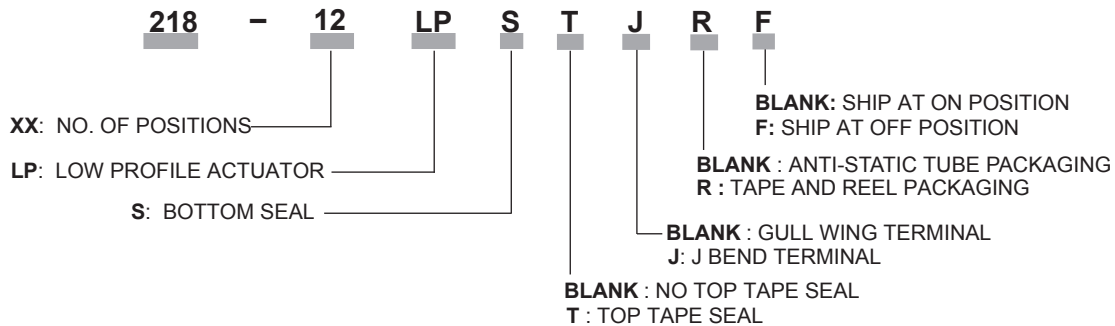 218 – 12 LP S T J R F
BLANK: SHIP AT ON POSITION
XX: NO. OF POSITIONS
F: SHIP AT OFF POSITION
LP: LOW PROFILE ACTUATOR
BLANK : ANTI-STATIC TUBE PACKAGING
R : TAPE AND REEL PACKAGING
S: BOTTOM SEAL
BLANK : GULL WING TERMINAL
J: J BEND TERMINAL
BLANK : NO TOP TAPE SEAL
T : TOP TAPE SEAL